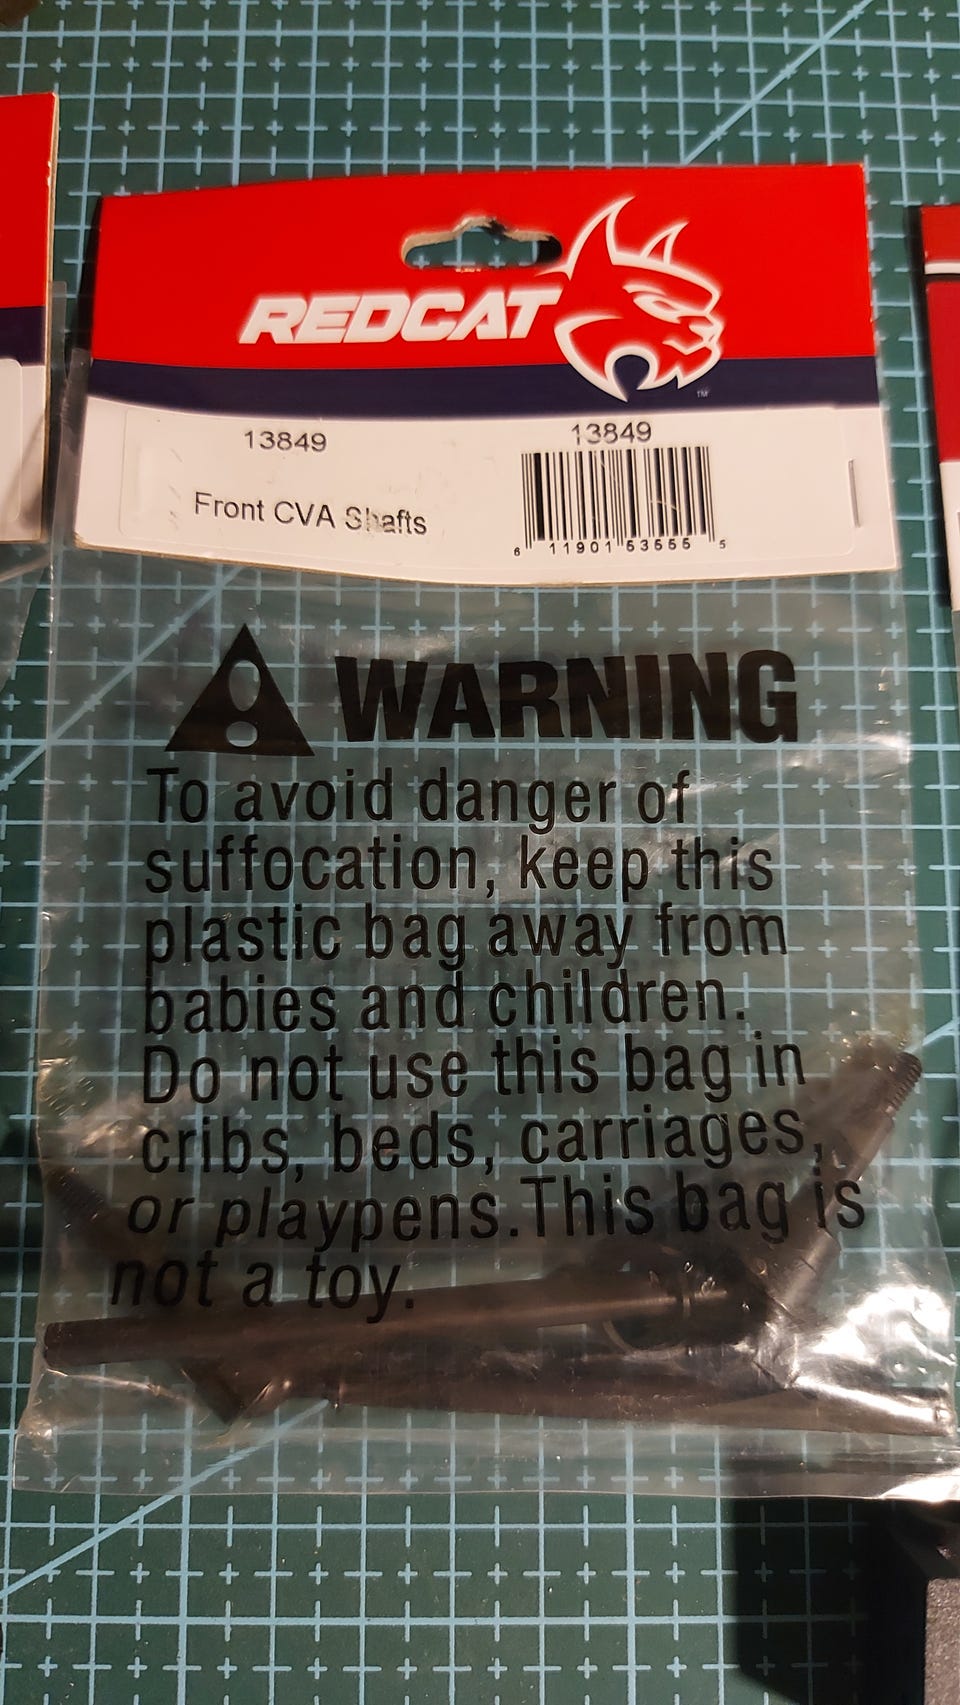 REDCAT
TM
13849
13849
Front CVA Shafts
6 11901 53555 5
WARNING
To avoid danger of
suffocation, keep this
plastic bag away from
babies and children.
Do not use this bag in
cribs, beds, carriages,
or playpens.This bag is
not a toy.